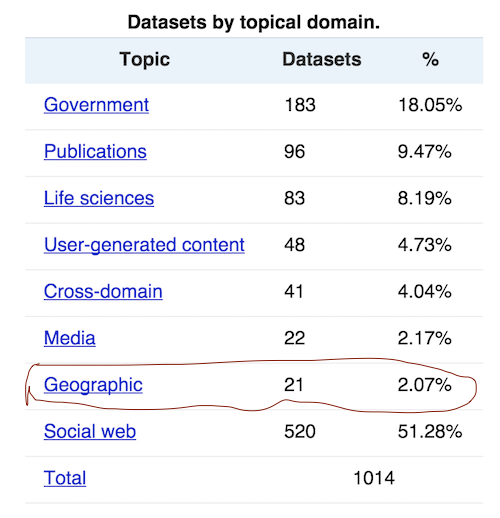 Datasets by topical domain.
Topic Datasets %
Government 183 18.05%
Publications 96 9.47%
Life sciences 83 8.19%
User-generated content 48 4.73%
Cross-domain 41 4.04%
Media 22 2.17%
Geographic 21 2.07%
Social web 520 51.28%
Total 1014